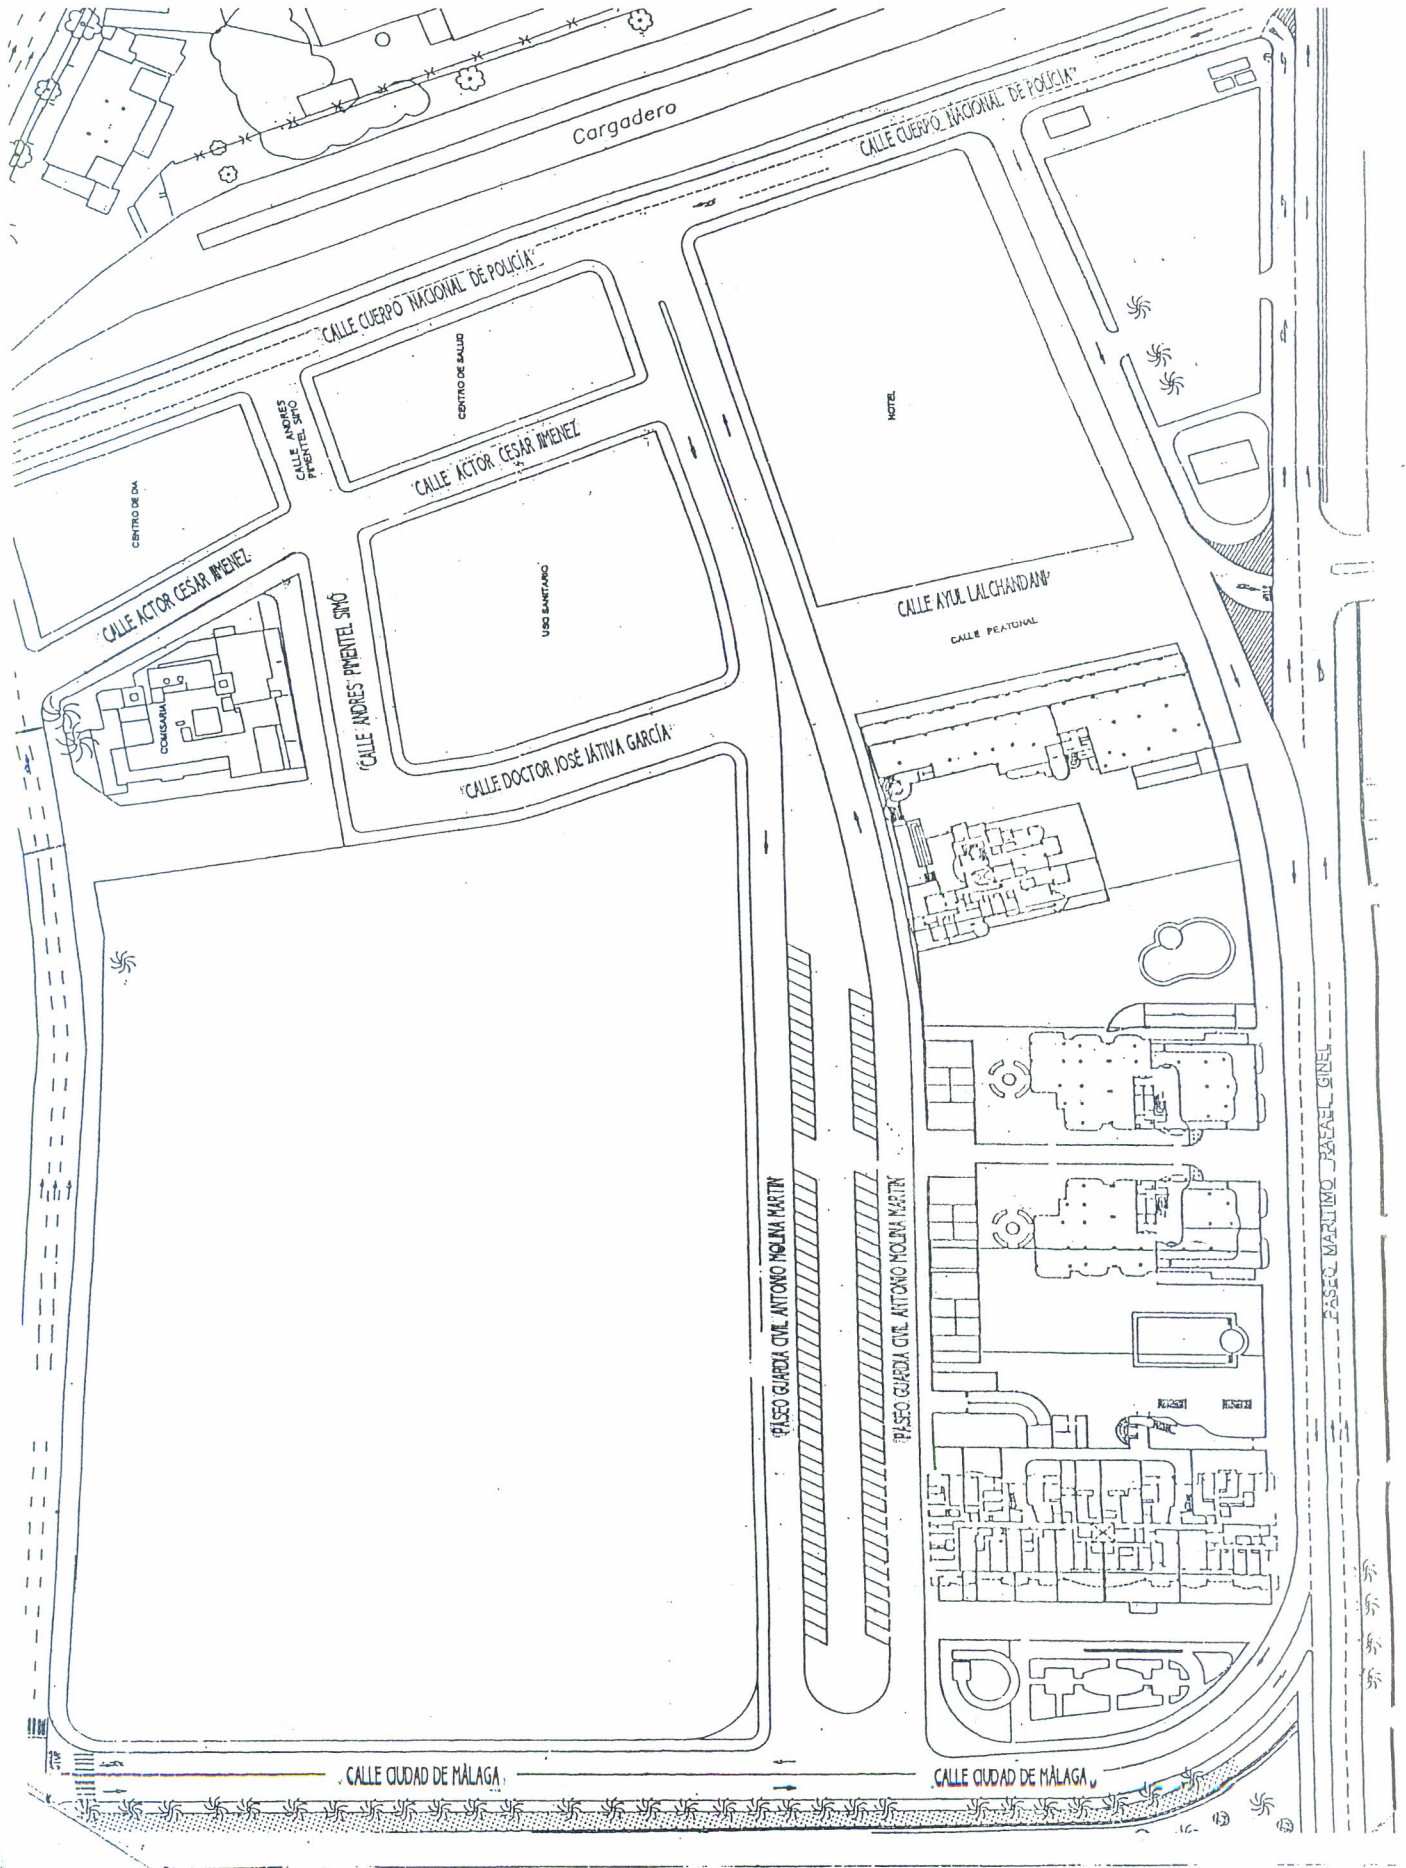 Cargadero
CALLE CUERPO NACIONAL DE POLICÍA"
"CALLE CUERPO NACIONAL DE POLICÍA"
CENTRO DE SALUD
CALLE ANDRES
PIMENTEL SIMÓ
HOTEL
CALLE ACTOR CESAR JIMENEZ
CENTRO DE DIA
CALLE ACTOR CESAR JIMENEZ
USO SANITARIO
CALLE AYUL LALCHANDANI"
CALLE PEATONAL
"CALLE ANDRES PIMENTEL SIMÓ
COMISARIA
"CALLE DOCTOR JOSÉ JÁTIVA GARCÍA"
PASEO MARITIMO RAFAEL GINEL
"PASEO GUARDIA CIVIL ANTONIO MOLINA MARTIN
"PASEO GUARDIA CIVIL ANTONIO MOLINA MARTIN
CALLE CIUDAD DE MÁLAGA
CALLE CIUDAD DE MÁLAGA